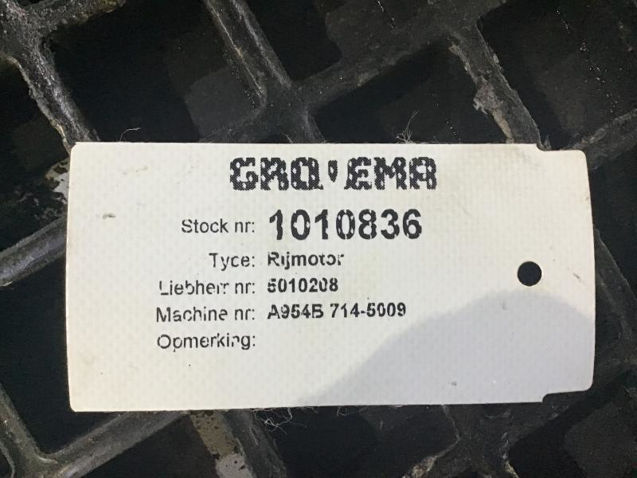 GRO'EMA
Stock nr: 1010836
Type: Rijmotor
Liebherr nr: 5010208
Machine nr: A954B 714-5009
Opmerking: